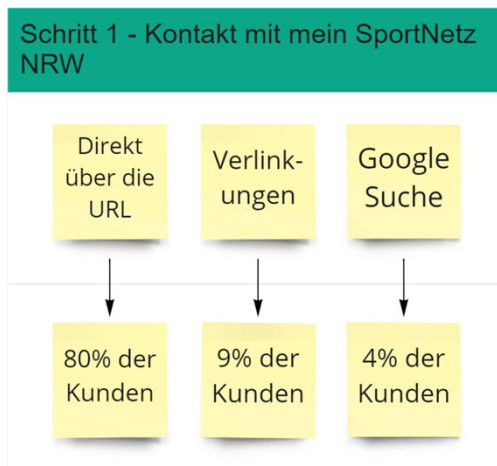 Schritt 1 - Kontakt mit mein SportNetz
NRW
Direkt
über die
URL
Verlink-
ungen
Google
Suche
80% der
Kunden
9% der
Kunden
4% der
Kunden